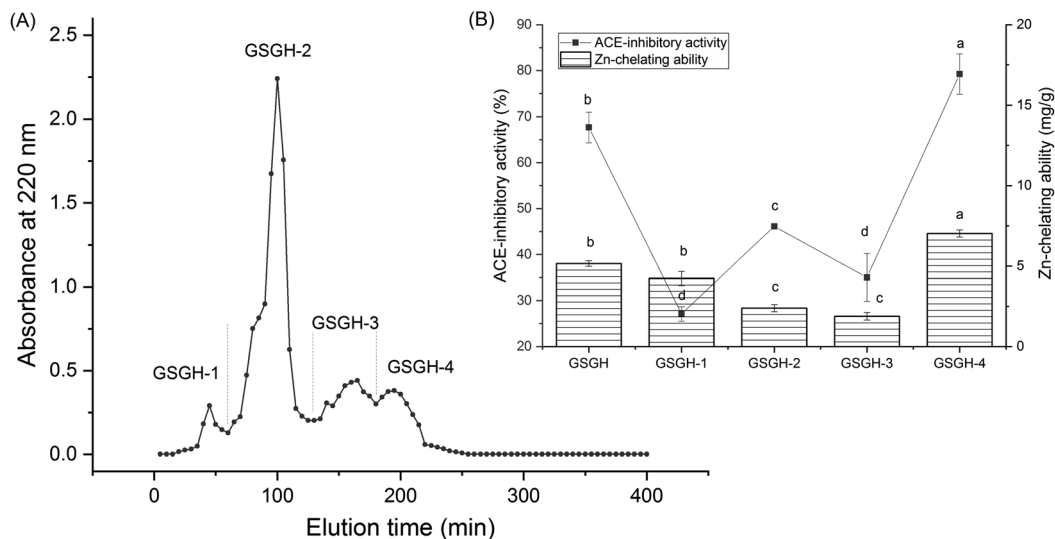 (A)
2.5
2.0
1.5
1.0
0.5
0.0
Absorbance at 220 nm
GSGH-1
GSGH-2
GSGH-3
GSGH-4
0
100
200
300
400
Elution time (min)
(B)
90
80
70
60
50
40
30
20
ACE-inhibitory activity (%)
ACE-inhibitory activity
Zn-chelating ability
b
d
c
d
a
b
b
c
c
a
GSGH
GSGH-1
GSGH-2
GSGH-3
GSGH-4
20
15
10
5
0
Zn-chelating ability (mg/g)